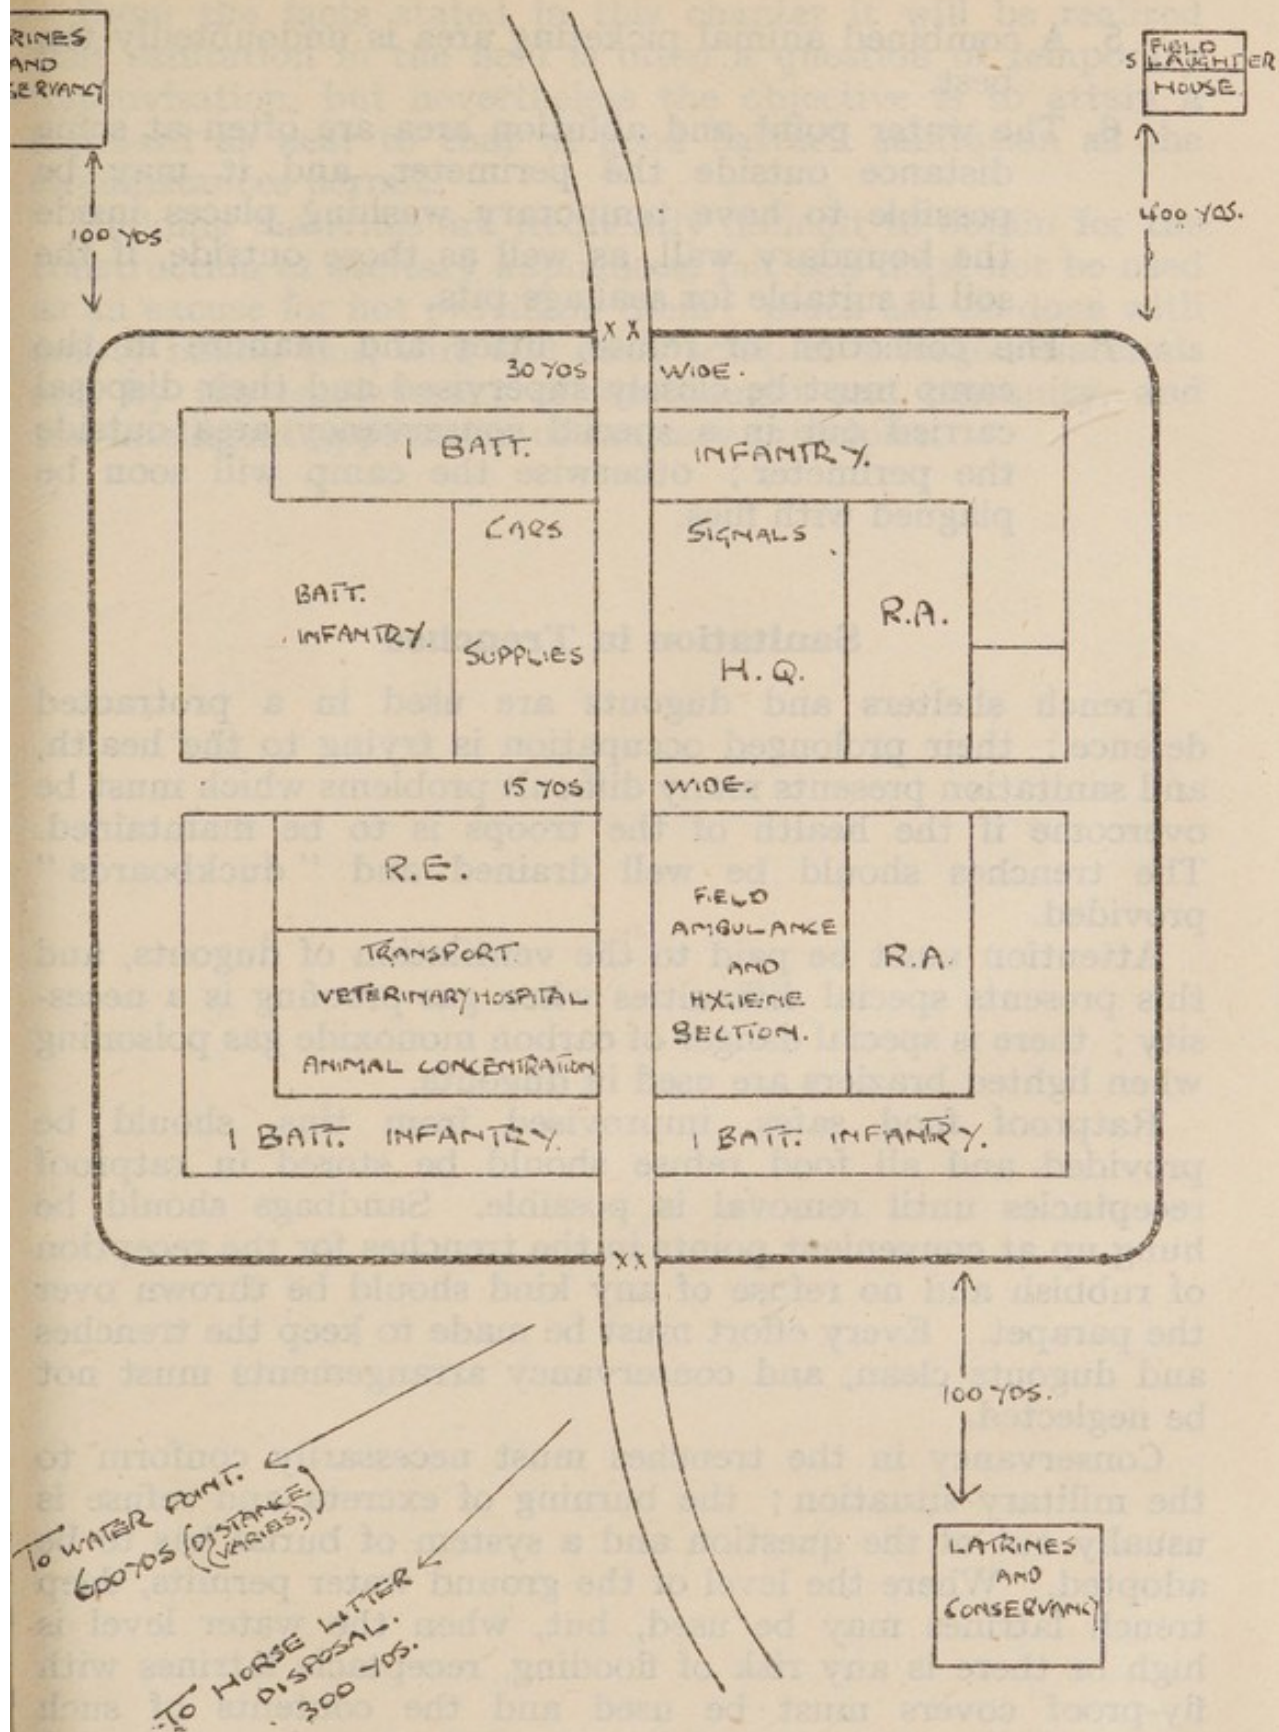 RINES
AND
SERVANCY
100 YDS
FIELD
SLAUGHTER
HOUSE
400 YDS.
30 YDS WIDE.
1 BATT. INFANTRY.
CARS
SUPPLIES
BATT.
INFANTRY.
SIGNALS
H.Q.
R.A.
15 YDS WIDE.
R.E.
TRANSPORT
VETERINARY HOSPITAL
ANIMAL CONCENTRATION
FIELD
AMBULANCE
AND
HYGIENE
SECTION.
R.A.
1 BATT. INFANTRY.
1 BATT. INFANTRY.
100 YDS.
TO WATER POINT.
600 YDS (DISTANCE
VARIES.)
TO HORSE LITTER
DISPOSAL.
300 YDS.
LATRINES
AND
CONSERVANCY